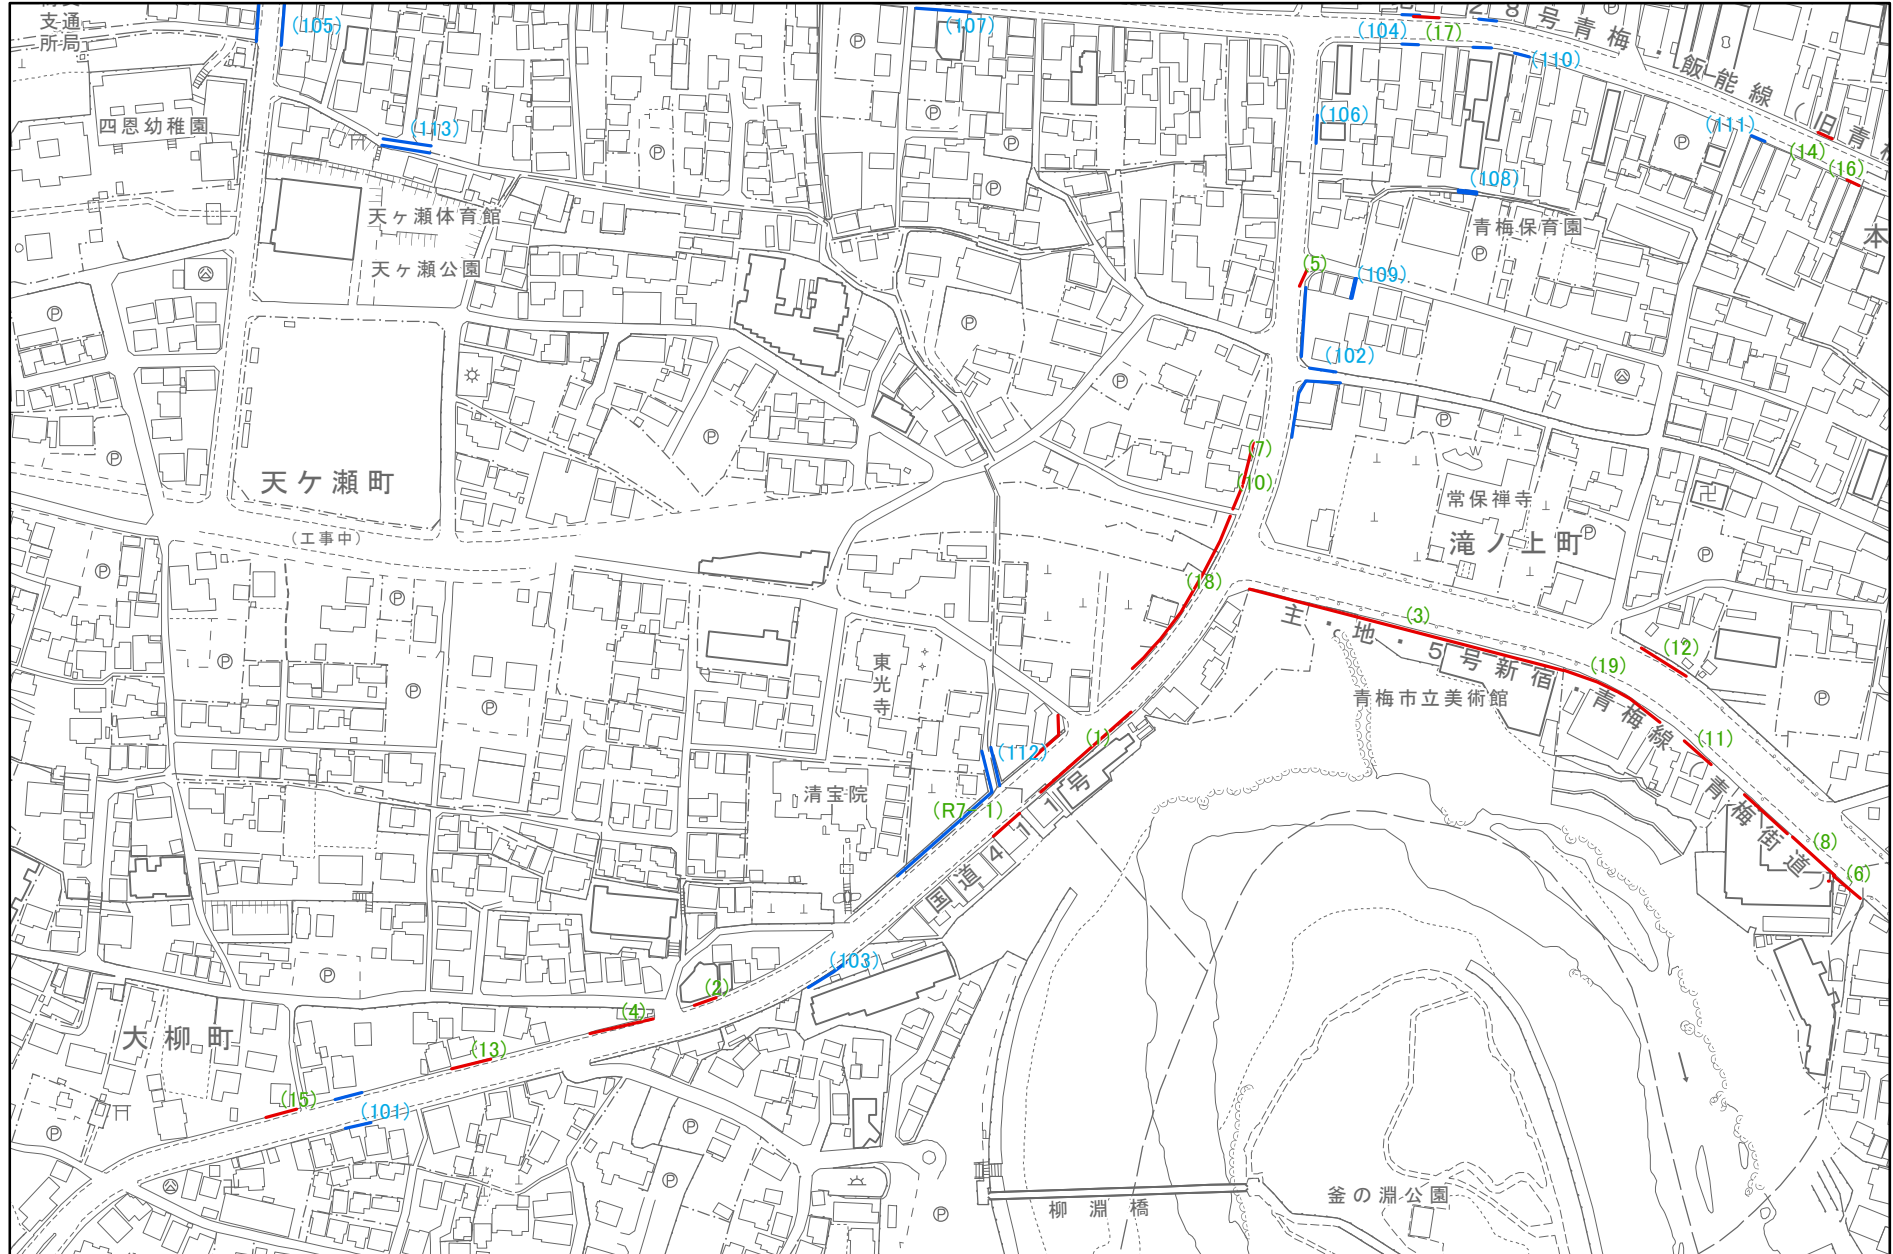 支通
所局
(105)
(107)
(104)
(17)
28号青梅・飯能線(旧青梅
(110)
四恩幼稚園
(113)
(106)
(111)
(14)
(16)
(108)
天ヶ瀬体育館
青梅保育園
本
天ヶ瀬公園
(5)
(109)
(102)
(7)
天ケ瀬町
(10)
常保禅寺
(工事中)
滝ノ上町
(18)
(3)
主・地・5号新宿・青梅線(青梅街道)
(12)
東光寺
(19)
青梅市立美術館
(1)
(11)
(112)
清宝院
(R7-1)
国道411号
(8)
(6)
(103)
(2)
(4)
大柳町
(13)
(15)
(101)
釜の淵公園
柳淵橋